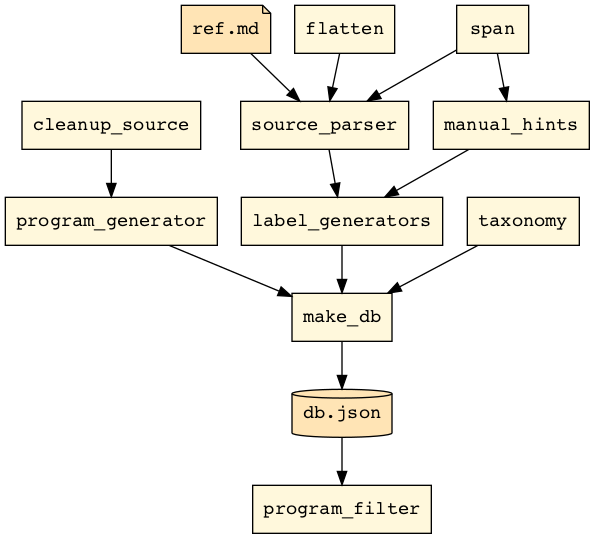 ref.md
flatten
span
cleanup_source
source_parser
manual_hints
program_generator
label_generators
taxonomy
make_db
db.json
program_filter